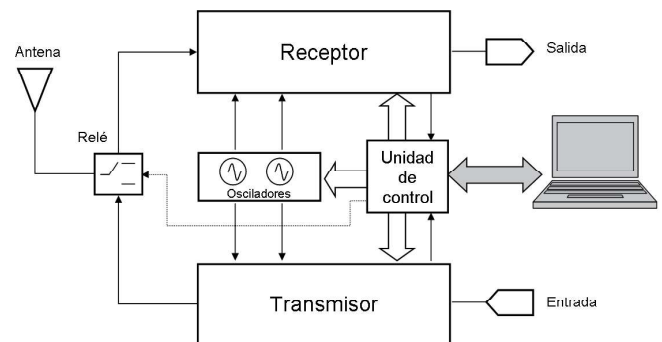 Receptor
Salida
Antena
Relé
Unidad
de
control
Osciladores
Transmisor
Entrada